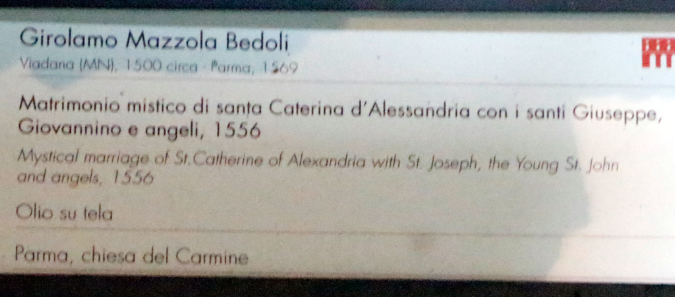 Girolamo Mazzola Bedoli
Viadana (MN), 1500 circa - Parma, 1569
Matrimonio mistico di santa Caterina d'Alessandria con i santi Giuseppe,
Giovannino e angeli, 1556
Mystical marriage of St.Catherine of Alexandria with St. Joseph, the Young St. John
and angels, 1556
Olio su tela
Parma, chiesa del Carmine